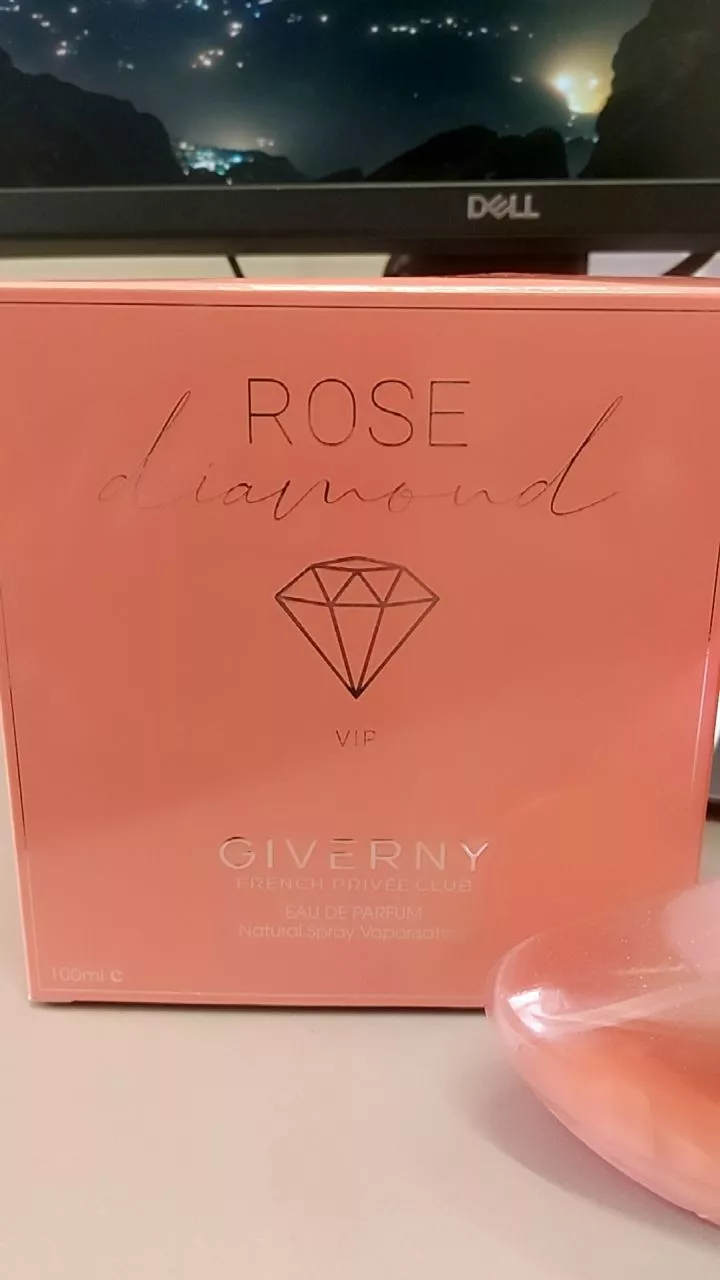 DELL
ROSE
diamond
VIP
GIVERNY
FRENCH PRIVÉE CLUB
EAU DE PARFUM
Natural Spray
100ml e